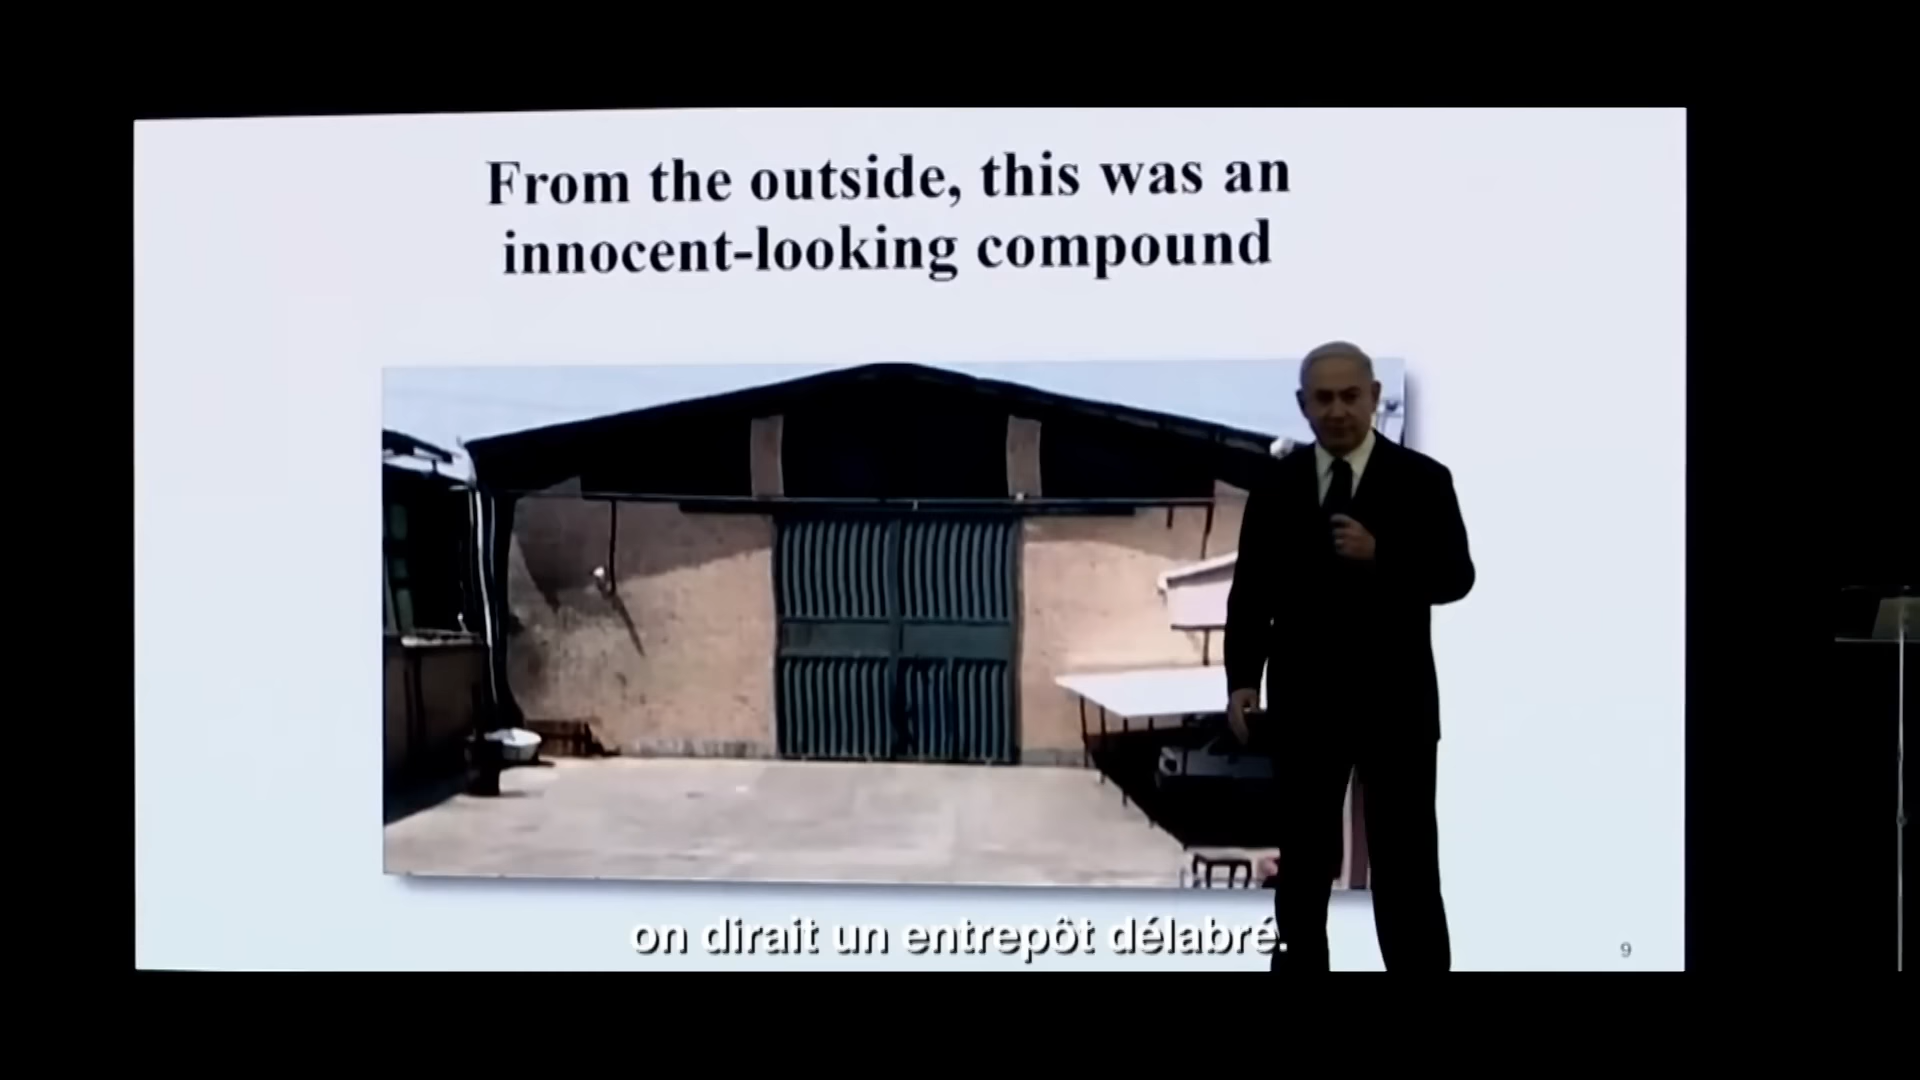 From the outside, this was an
innocent-looking compound
on dirait un entrepôt délabré.
9